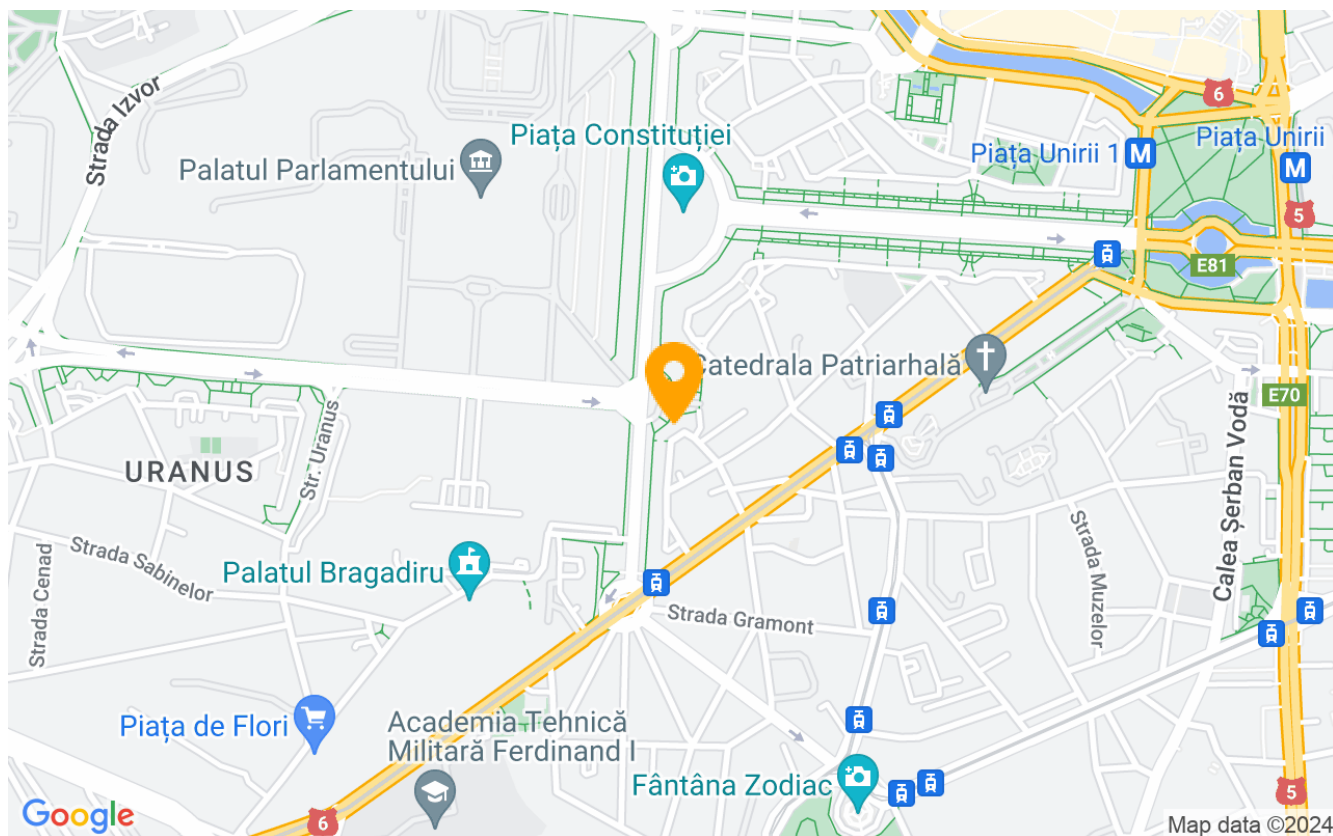 Strada Izvor
Palatul Parlamentului
Piața Constituției
6
Piața Unirii 1
M
Piața Unirii
M
5
E81
Catedrala Patriarhală
E70
URANUS
Str. Uranus
Calea Șerban Vodă
Strada Muzelor
Strada Sabinelor
Strada Cenad
Palatul Bragadiru
Strada Gramont
Piața de Flori
Academia Tehnică
Militară Ferdinand I
Fântâna Zodiac
5
Google
6
Map data ©2024